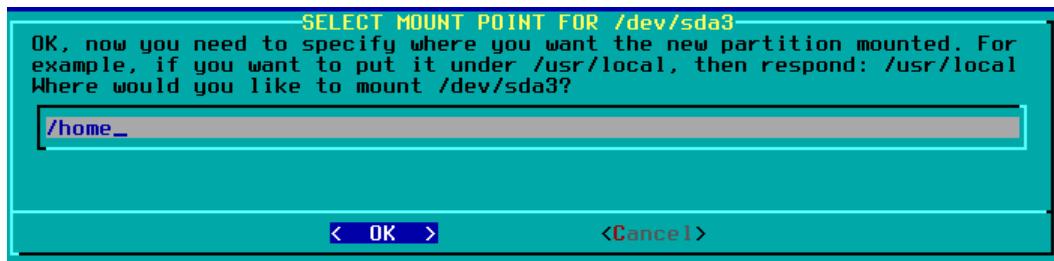 SELECT MOUNT POINT FOR /dev/sda3
OK, now you need to specify where you want the new partition mounted. For
example, if you want to put it under /usr/local, then respond: /usr/local
Where would you like to mount /dev/sda3?
/home_
< OK > <Cancel>